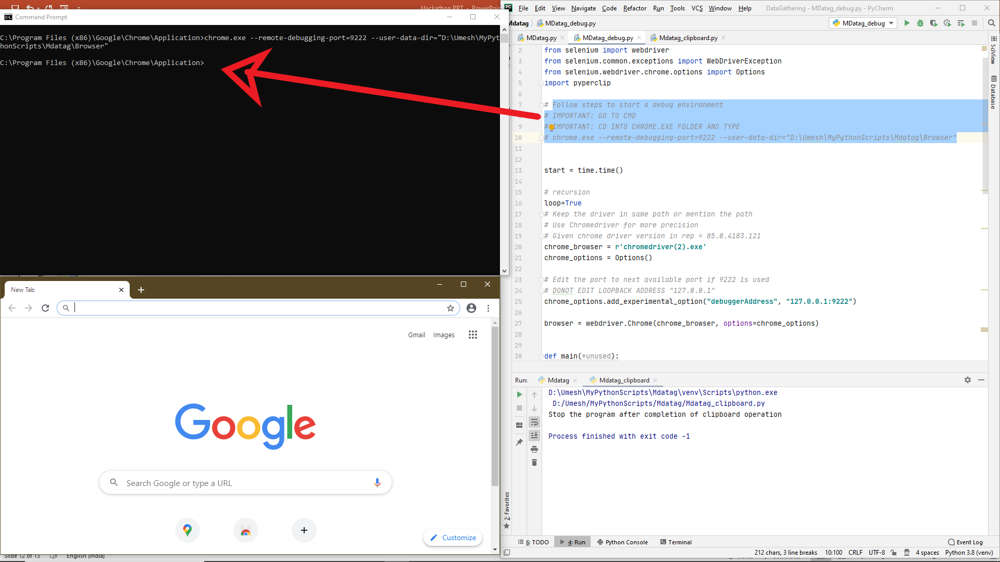 Hackathon PPT - PowerPoin
Command Prompt
C:\Program Files (x86)\Google\Chrome\Application>chrome.exe --remote-debugging-port=9222 --user-data-dir="D:\Umesh\MyPyt
honScripts\Mdatag\Browser"
C:\Program Files (x86)\Google\Chrome\Application>
New Tab
Gmail Images
Google
Search Google or type a URL
Customize
Slide 12 of 13 English (India)
PC File Edit View Navigate Code Refactor Run Tools VCS Window Help DataGathering - MDatag_debug.py - PyCharm
Mdatag MDatag_debug.py MDatag_debug
MDatag.py MDatag_debug.py Mdatag_clipboard.py
2 from selenium import webdriver
3 from selenium.common.exceptions import WebDriverException
4 from selenium.webdriver.chrome.options import Options
5 import pyperclip
6
7 # Follow steps to start a debug environment
# IMPORTANT: GO TO CMD
9 # IMPORTANT: CD INTO CHROME.EXE FOLDER AND TYPE
10 # chrome.exe --remote-debugging-port=9222 --user-data-dir="D:\Umesh\MyPythonScripts\Mdatag\Browser"
11
12
13 start = time.time()
14
15 # recursion
16 loop=True
17 # Keep the driver in same path or mention the path
18 # Use Chromedriver for more precision
19 # Given chrome driver version in rep = 85.0.4183.121
20 chrome_browser = r'chromedriver(2).exe'
21 chrome_options = Options()
22
23 # Edit the port to next available port if 9222 is used
24 # DONOT EDIT LOOPBACK ADDRESS "127.0.0.1"
25 chrome_options.add_experimental_option("debuggerAddress", "127.0.0.1:9222")
26
27 browser = webdriver.Chrome(chrome_browser, options=chrome_options)
28
29
30 def main(*unused):
SciView
Database
Run: Mdatag Mdatag_clipboard
D:\Umesh\MyPythonScripts\Mdatag\venv\Scripts\python.exe
D:/Umesh/MyPythonScripts/Mdatag/Mdatag_clipboard.py
Stop the program after completion of clipboard operation
Process finished with exit code -1
2: Favorites
6: TODO 4: Run Python Console Terminal Event Log
212 chars, 3 line breaks 10:100 CRLF UTF-8 4 spaces Python 3.8 (venv)